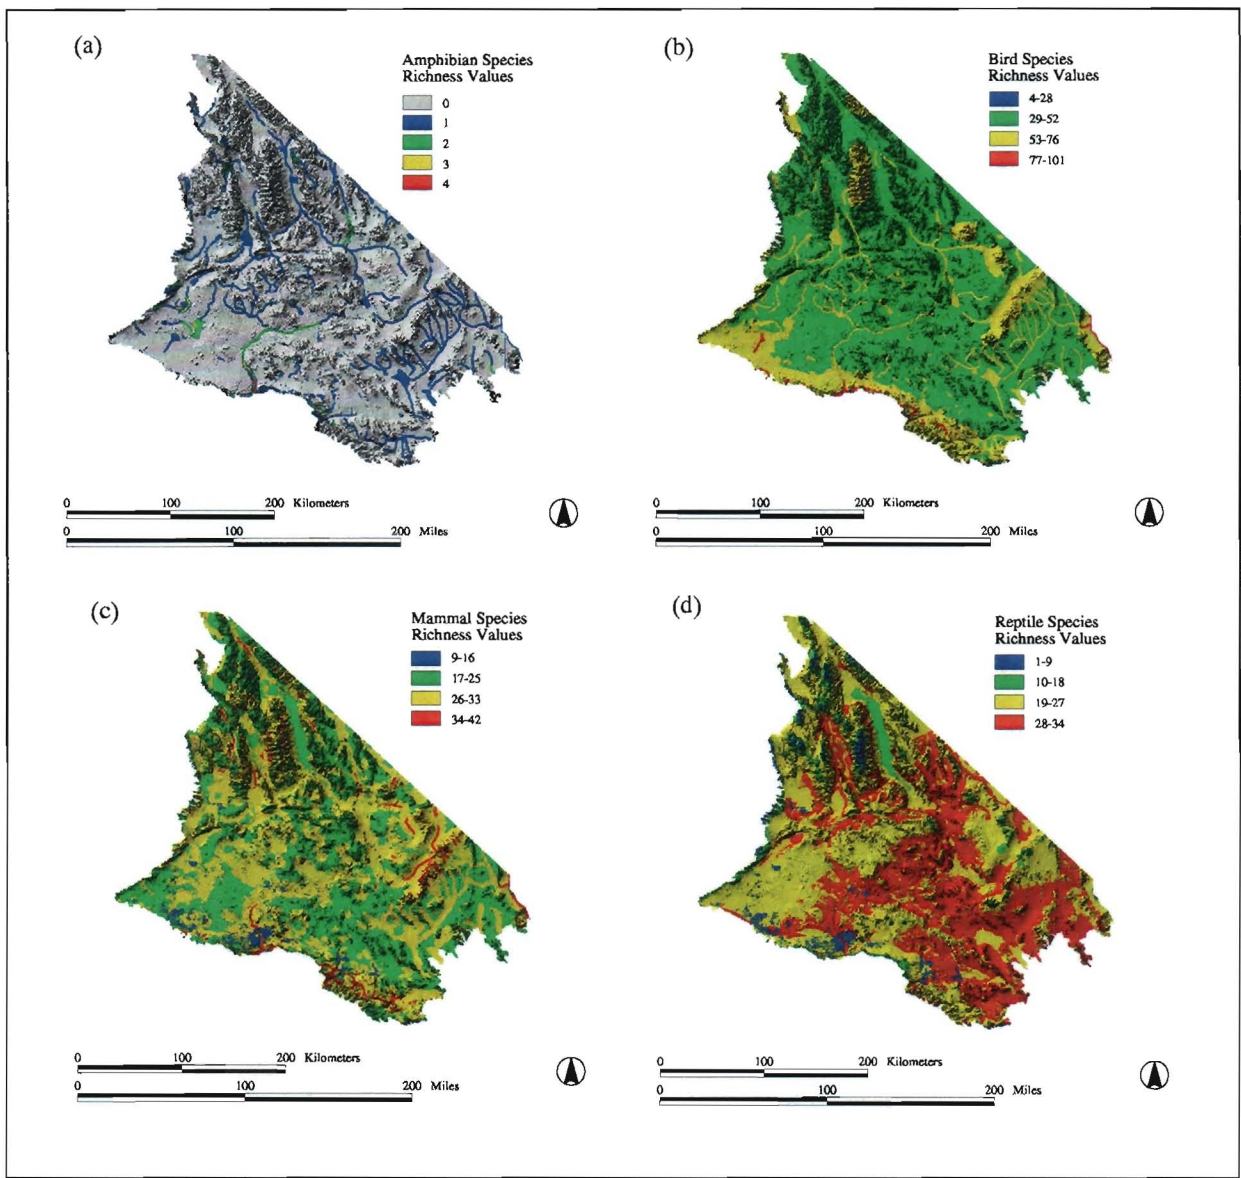 (a)
Amphibian Species
Richness Values
0
1
2
3
4
0 100 200 Kilometers
0 100 200 Miles
(b)
Bird Species
Richness Values
4-28
29-52
53-76
77-101
0 100 200 Kilometers
0 100 200 Miles
(c)
Mammal Species
Richness Values
9-16
17-25
26-33
34-42
0 100 200 Kilometers
0 100 200 Miles
(d)
Reptile Species
Richness Values
1-9
10-18
19-27
28-34
0 100 200 Kilometers
0 100 200 Miles